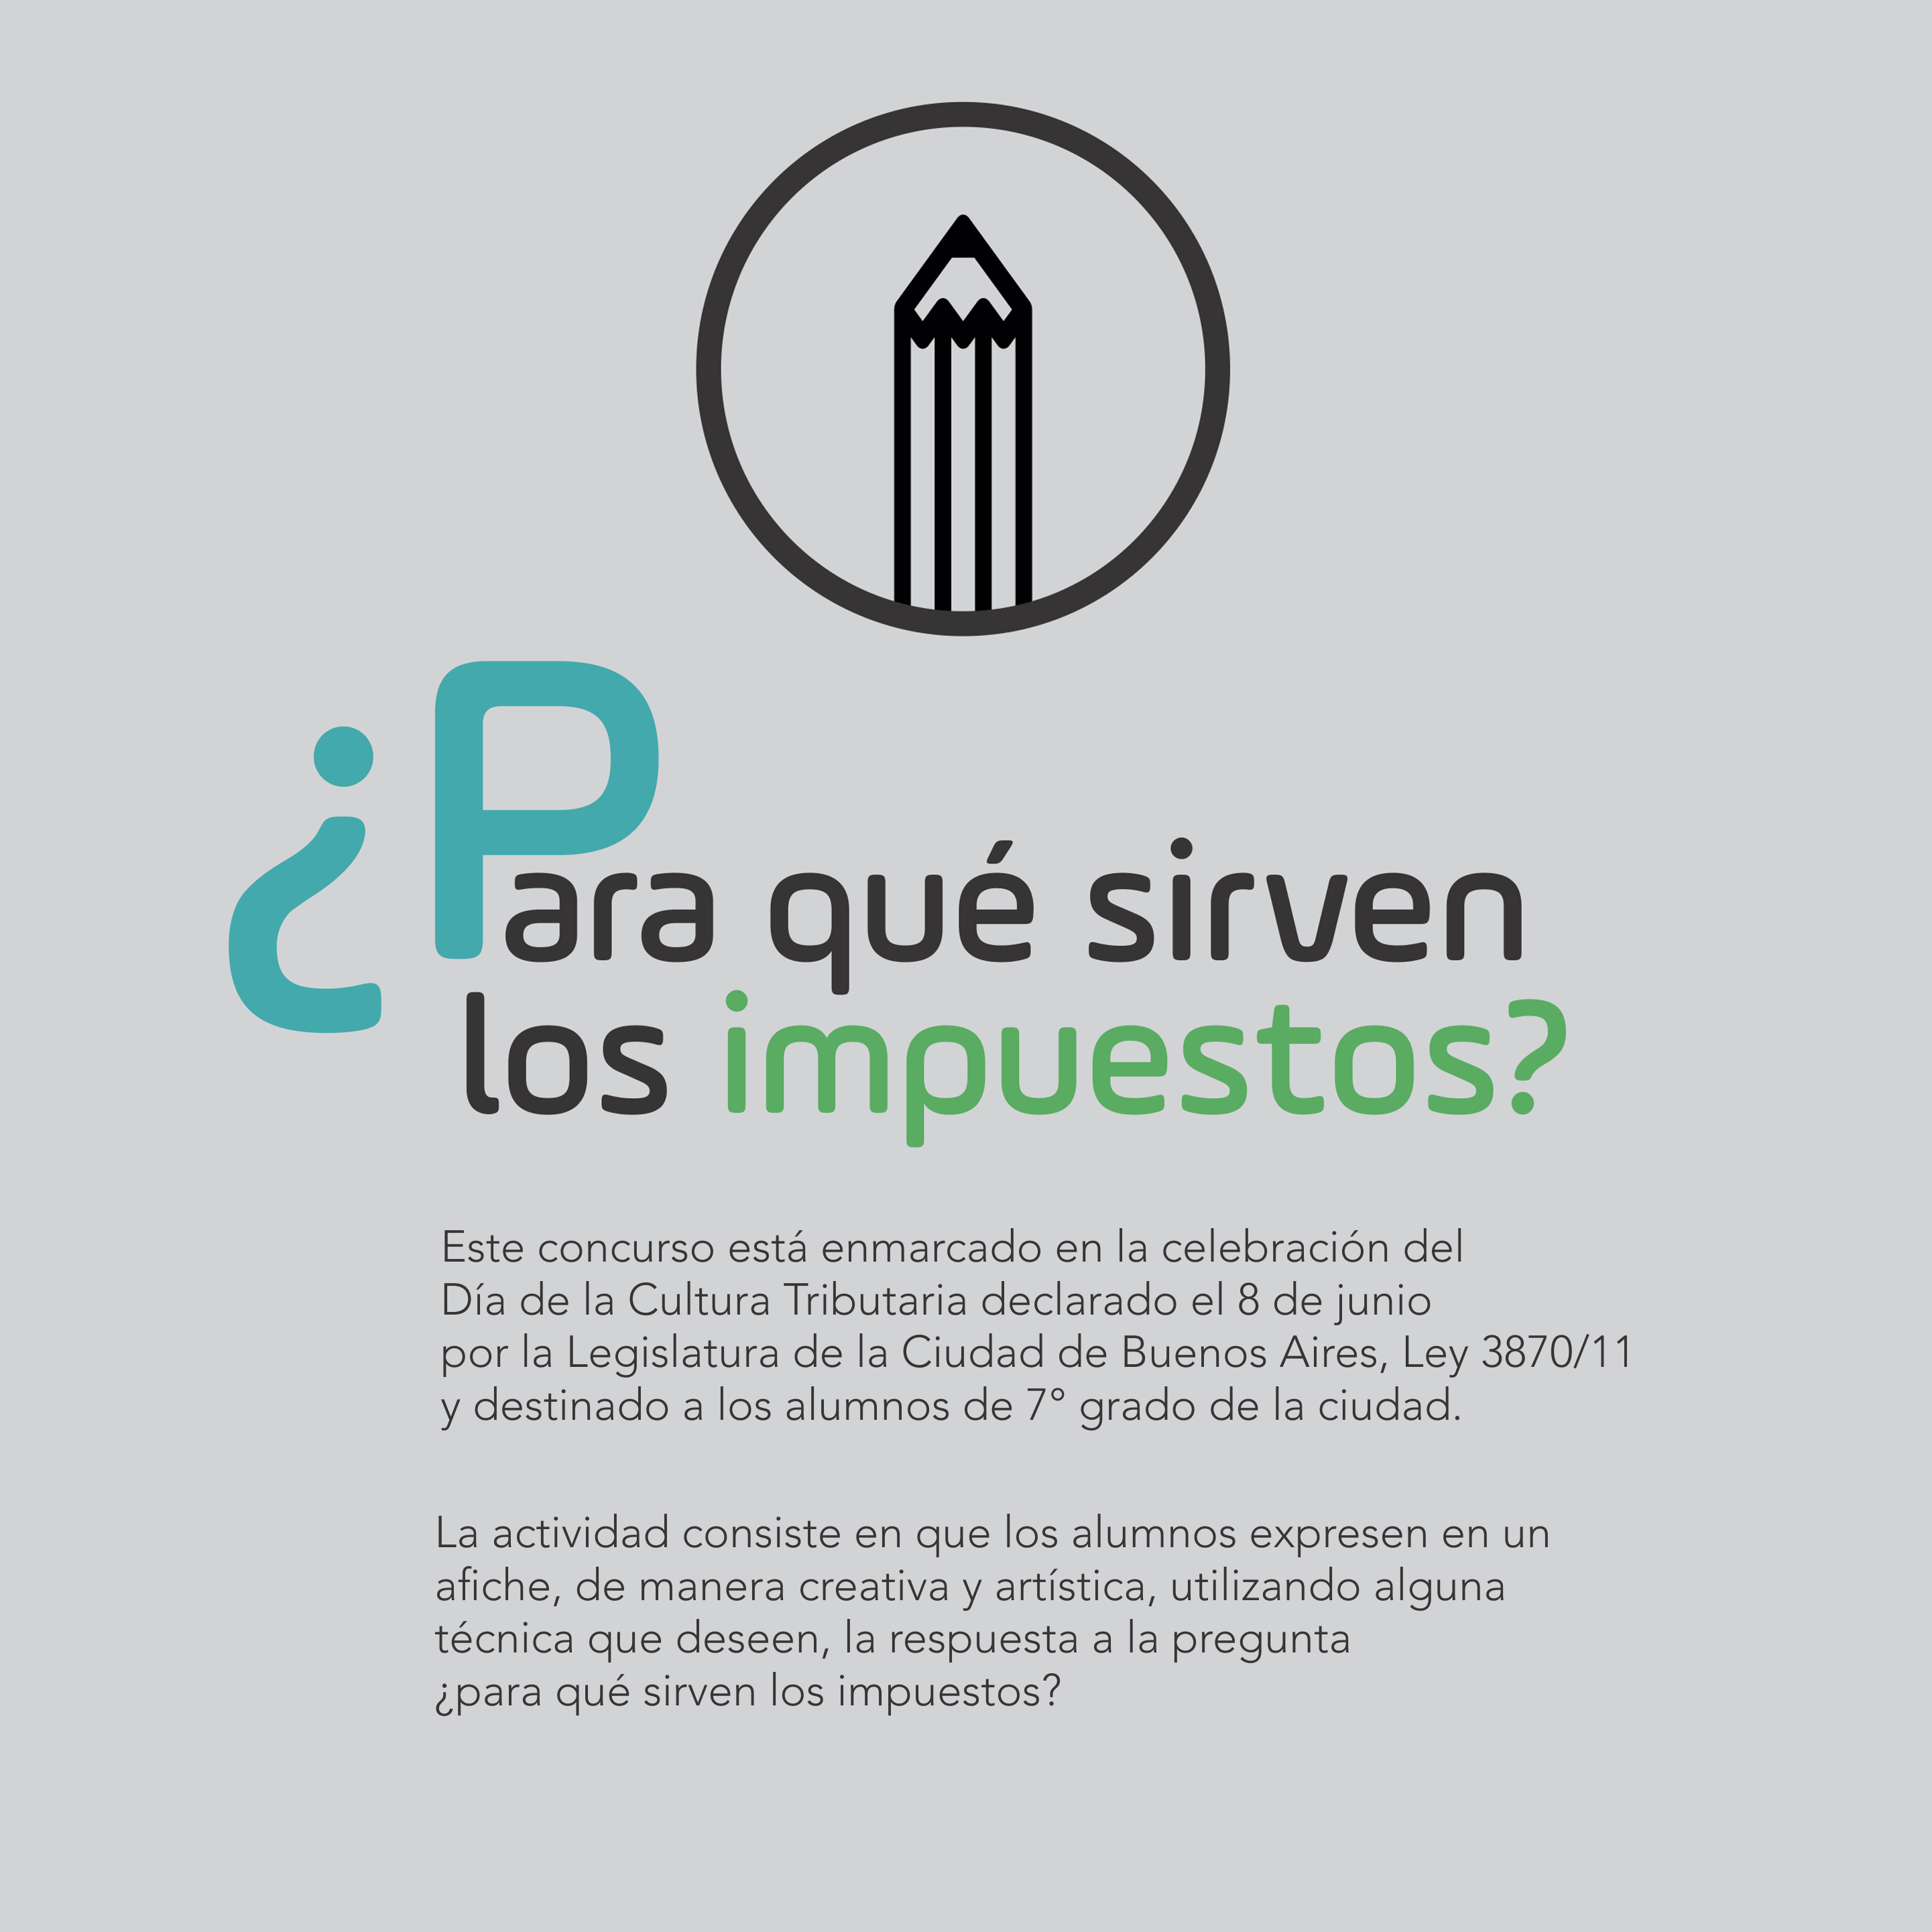 ¿Para qué sirven
los impuestos?
Este concurso está enmarcado en la celebración del
Día de la Cultura Tributaria declarado el 8 de junio
por la Legislatura de la Ciudad de Buenos Aires, Ley 3870/11
y destinado a los alumnos de 7° grado de la ciudad.
La actividad consiste en que los alumnos expresen en un
afiche, de manera creativa y artística, utilizando alguna
técnica que deseen, la respuesta a la pregunta
¿para qué sirven los impuestos?